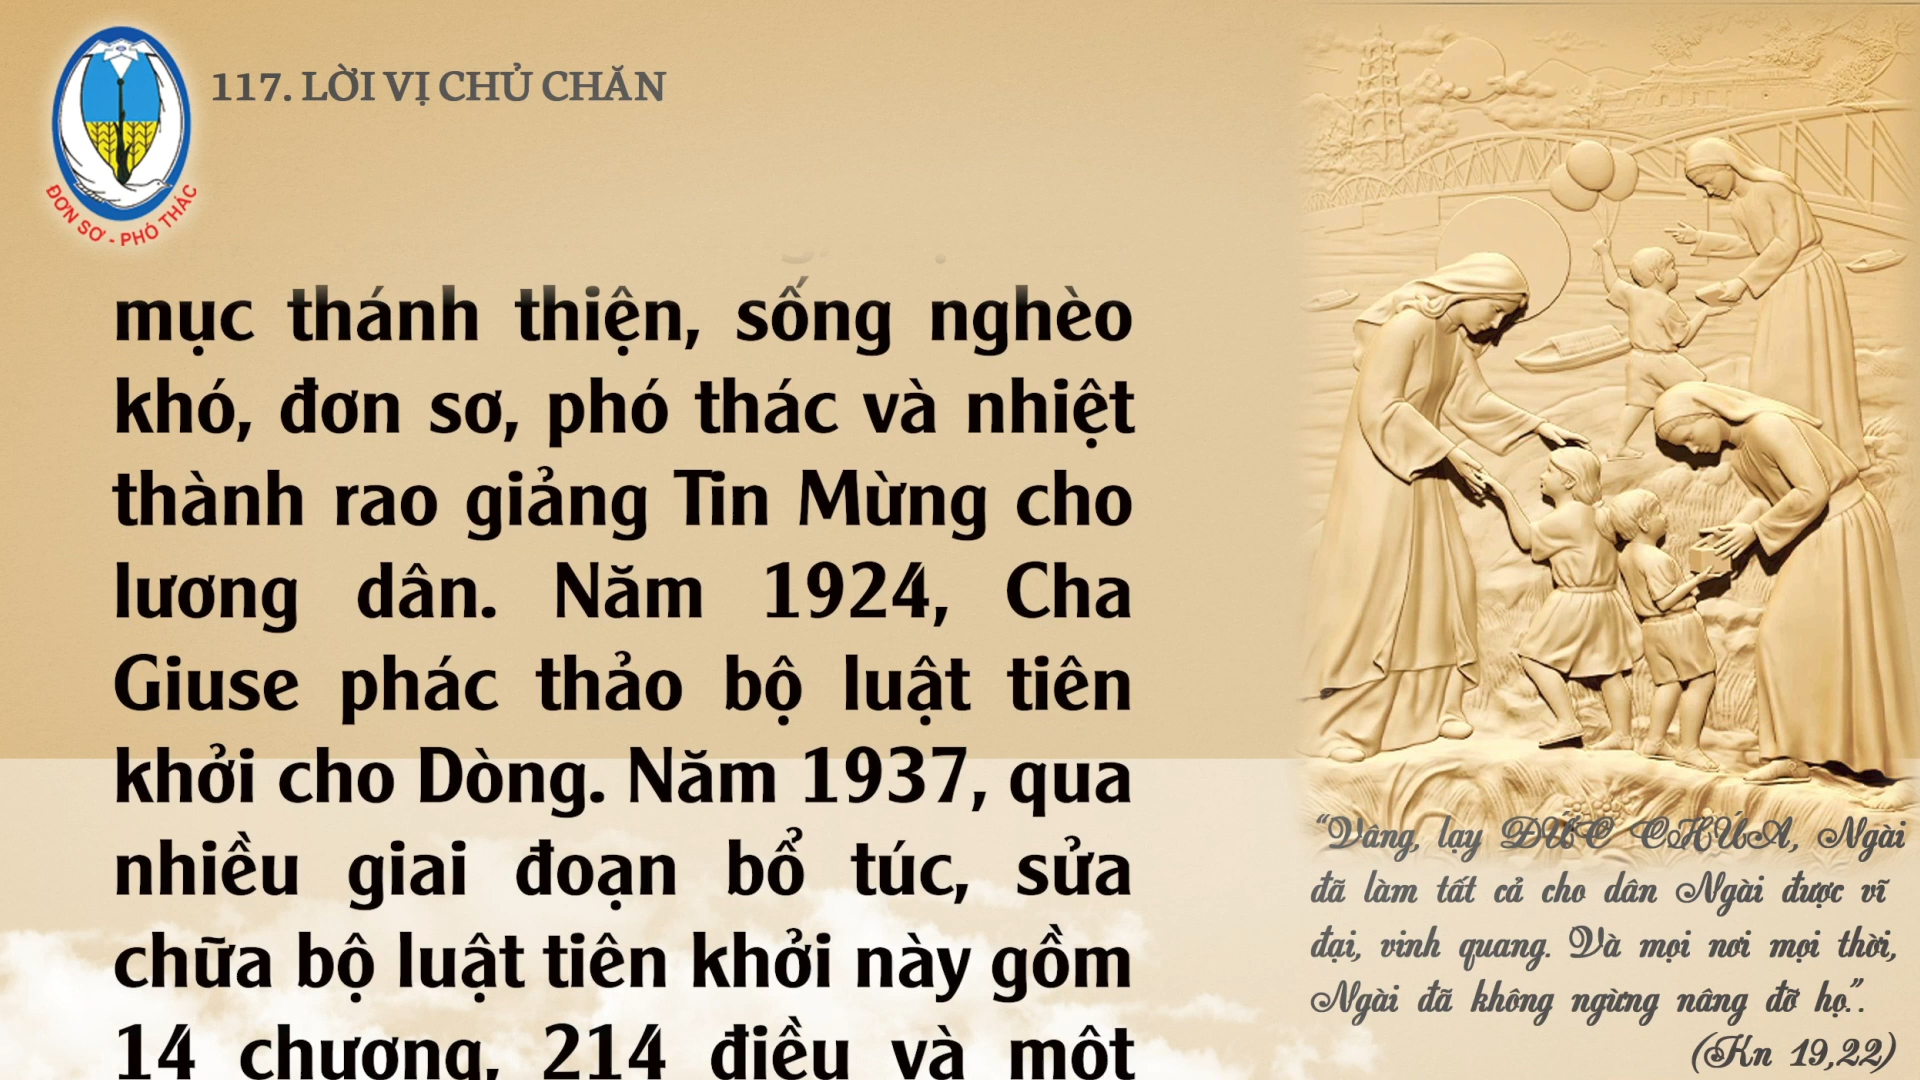 117. LỜI VỊ CHỦ CHĂN
ĐƠN SƠ - PHÓ THÁC
mục thánh thiện, sống nghèo
khó, đơn sơ, phó thác và nhiệt
thành rao giảng Tin Mừng cho
lương dân. Năm 1924, Cha
Giuse phác thảo bộ luật tiên
khởi cho Dòng. Năm 1937, qua
nhiều giai đoạn bổ túc, sửa
chữa bộ luật tiên khởi này gồm
14 chương, 214 điều và một
“Vâng, lạy ĐỨC CHÚA, Ngài
đã làm tất cả cho dân Ngài được vĩ
đại, vinh quang. Và mọi nơi mọi thời,
Ngài đã không ngừng nâng đỡ họ”.
(Kn 19,22)